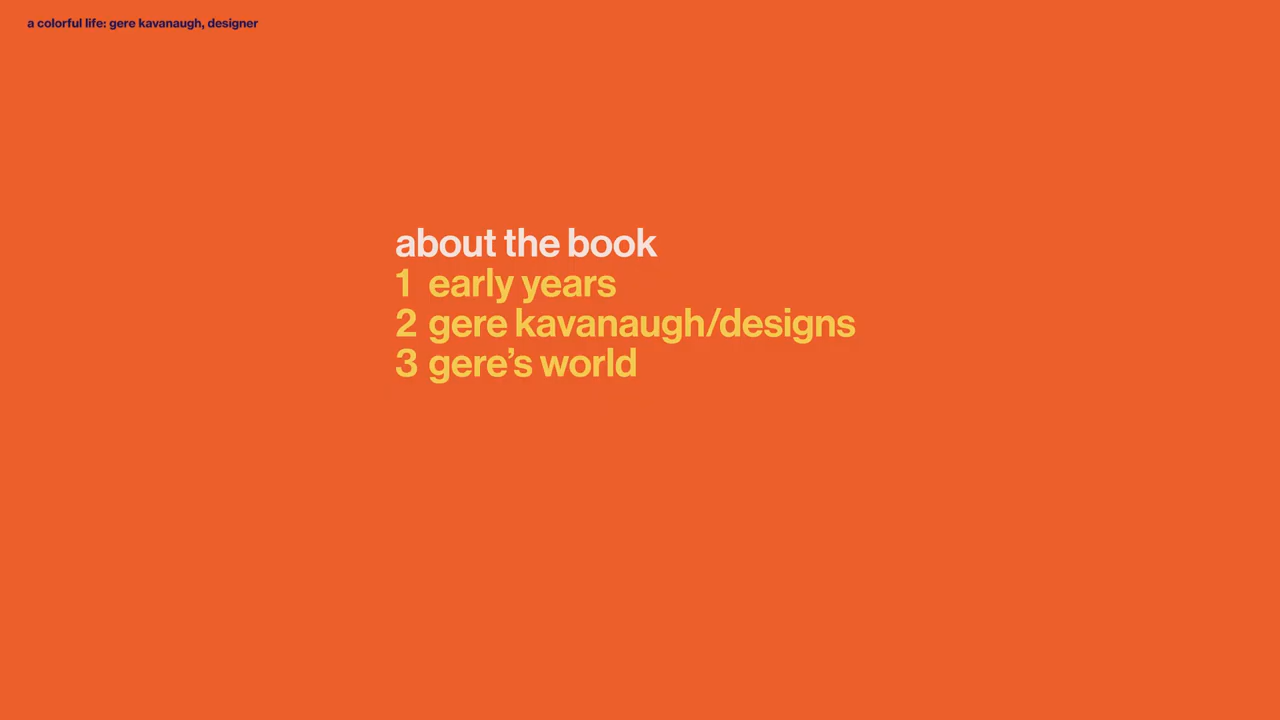 a colorful life: gere kavanaugh, designer
about the book
1 early years
2 gere kavanaugh/designs
3 gere’s world